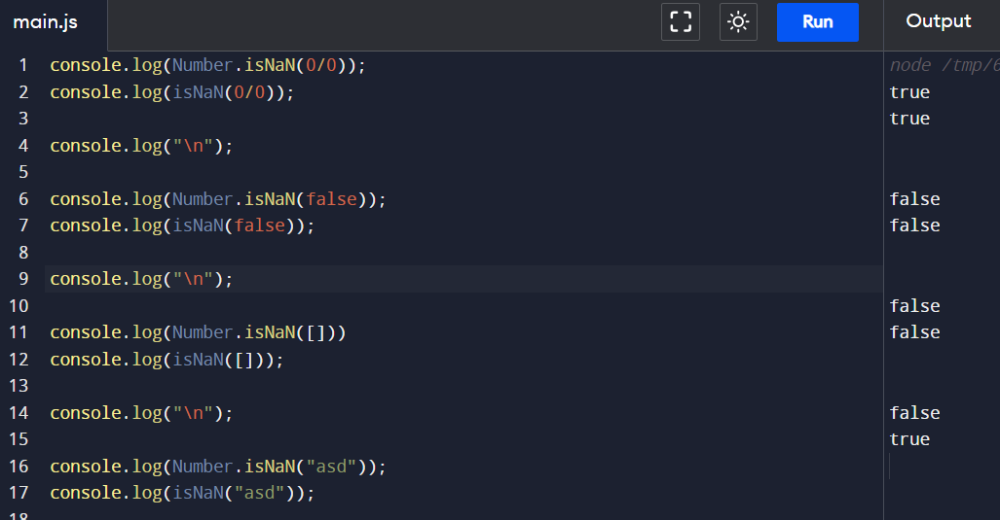 main.js
Run
Output
1 console.log(Number.isNaN(0/0));
2 console.log(isNaN(0/0));
3
4 console.log("\n");
5
6 console.log(Number.isNaN(false));
7 console.log(isNaN(false));
8
9 console.log("\n");
10
11 console.log(Number.isNaN([]))
12 console.log(isNaN([]));
13
14 console.log("\n");
15
16 console.log(Number.isNaN("asd"));
17 console.log(isNaN("asd"));
18
node /tmp/6
true
true
false
false
false
false
false
true